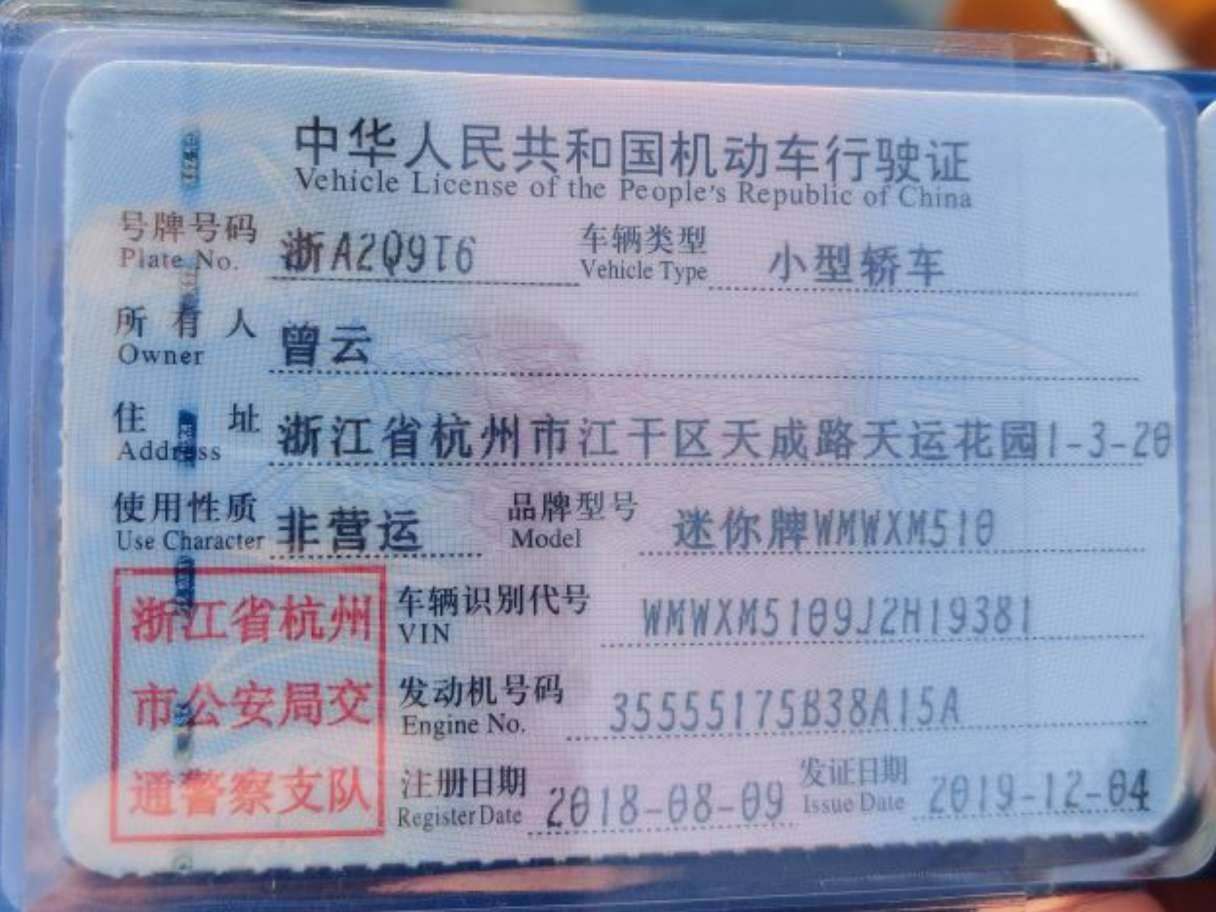 中华人民共和国机动车行驶证
Vehicle License of the People's Republic of China
号牌号码 浙A2Q9T6 车辆类型 小型轿车
Plate No. Vehicle Type
所有人 曾云
Owner
住址 浙江省杭州市江干区天成路天运花园1-3-20
Address
使用性质 非营运 品牌型号 迷你牌WMWXM510
Use Character Model
浙江省杭州
市公安局交
通警察支队
车辆识别代号 WMWXM5109J2H19381
VIN
发动机号码 35555175B38A15A
Engine No.
注册日期 2018-08-09 发证日期 2019-12-04
Register Date Issue Date